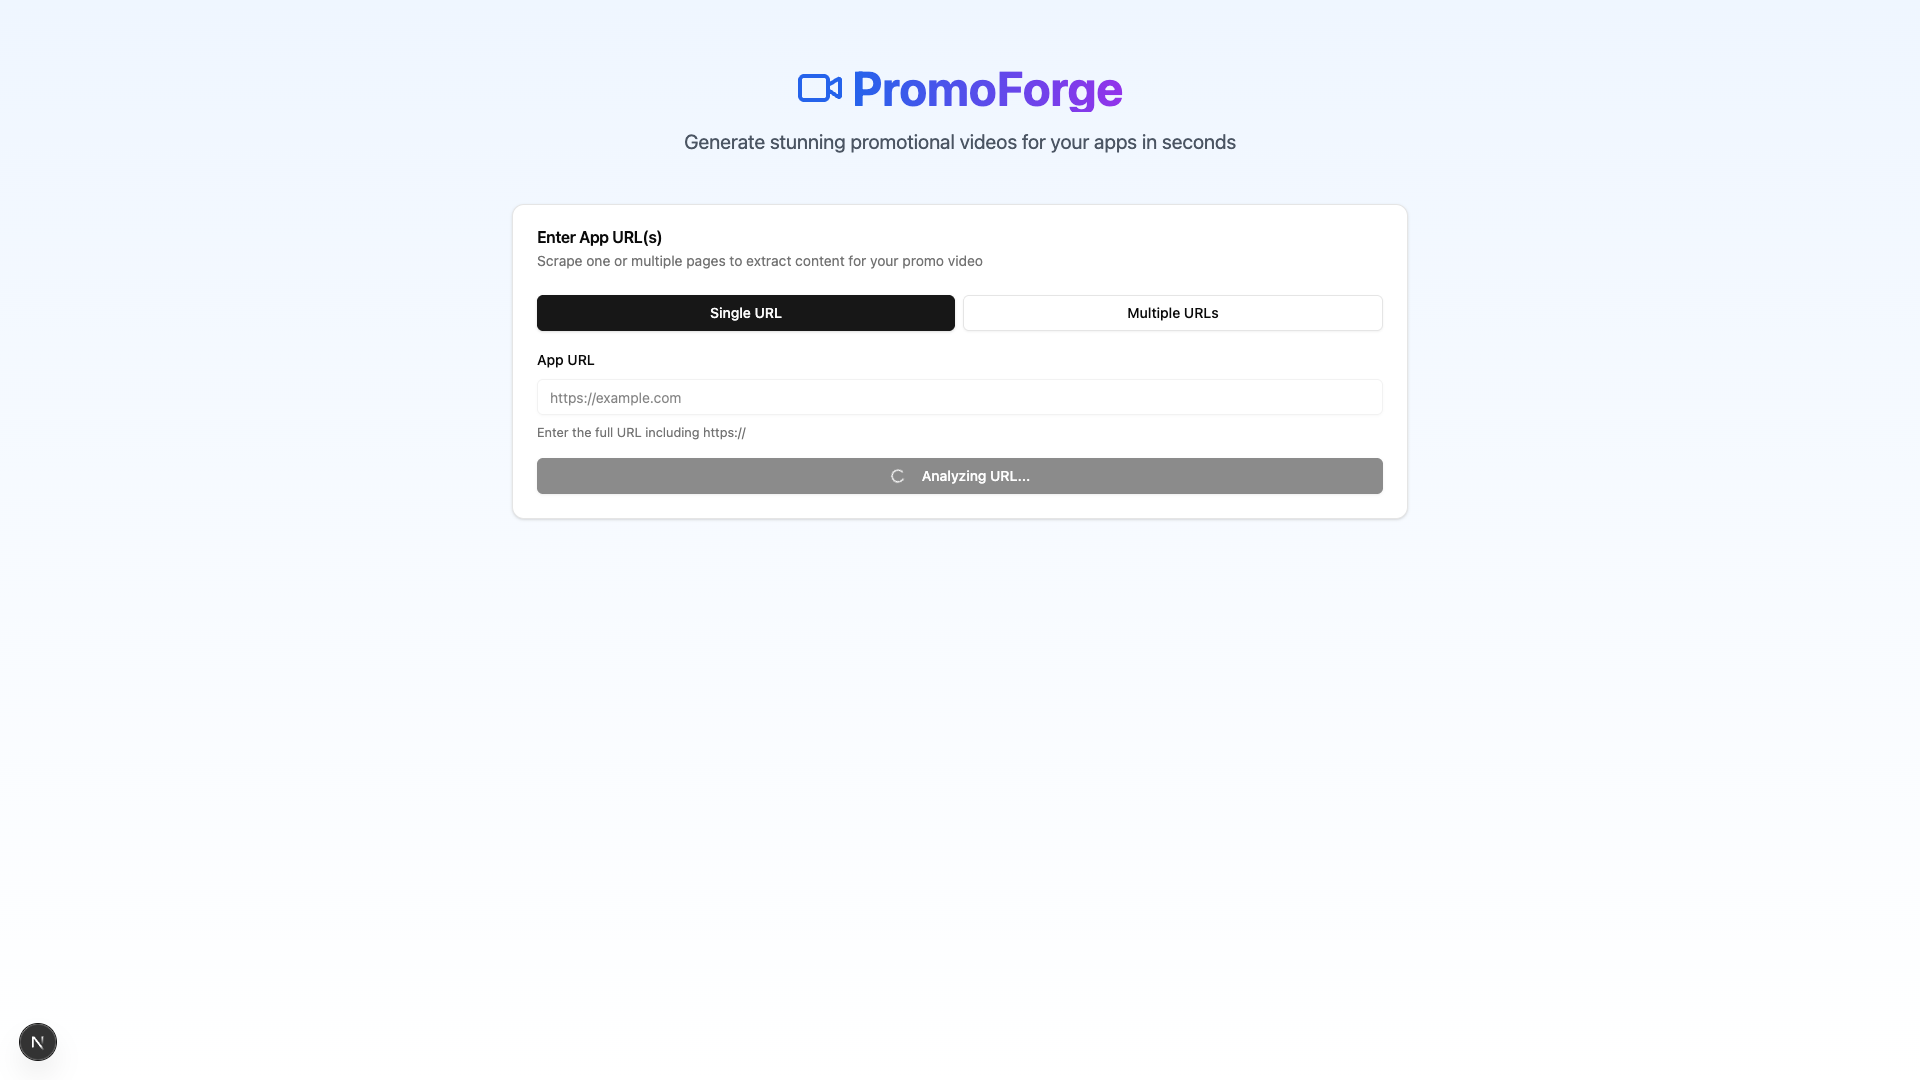 PromoForge
Generate stunning promotional videos for your apps in seconds
Enter App URL(s)
Scrape one or multiple pages to extract content for your promo video
Single URL
Multiple URLs
App URL
https://example.com
Enter the full URL including https://
Analyzing URL...
N